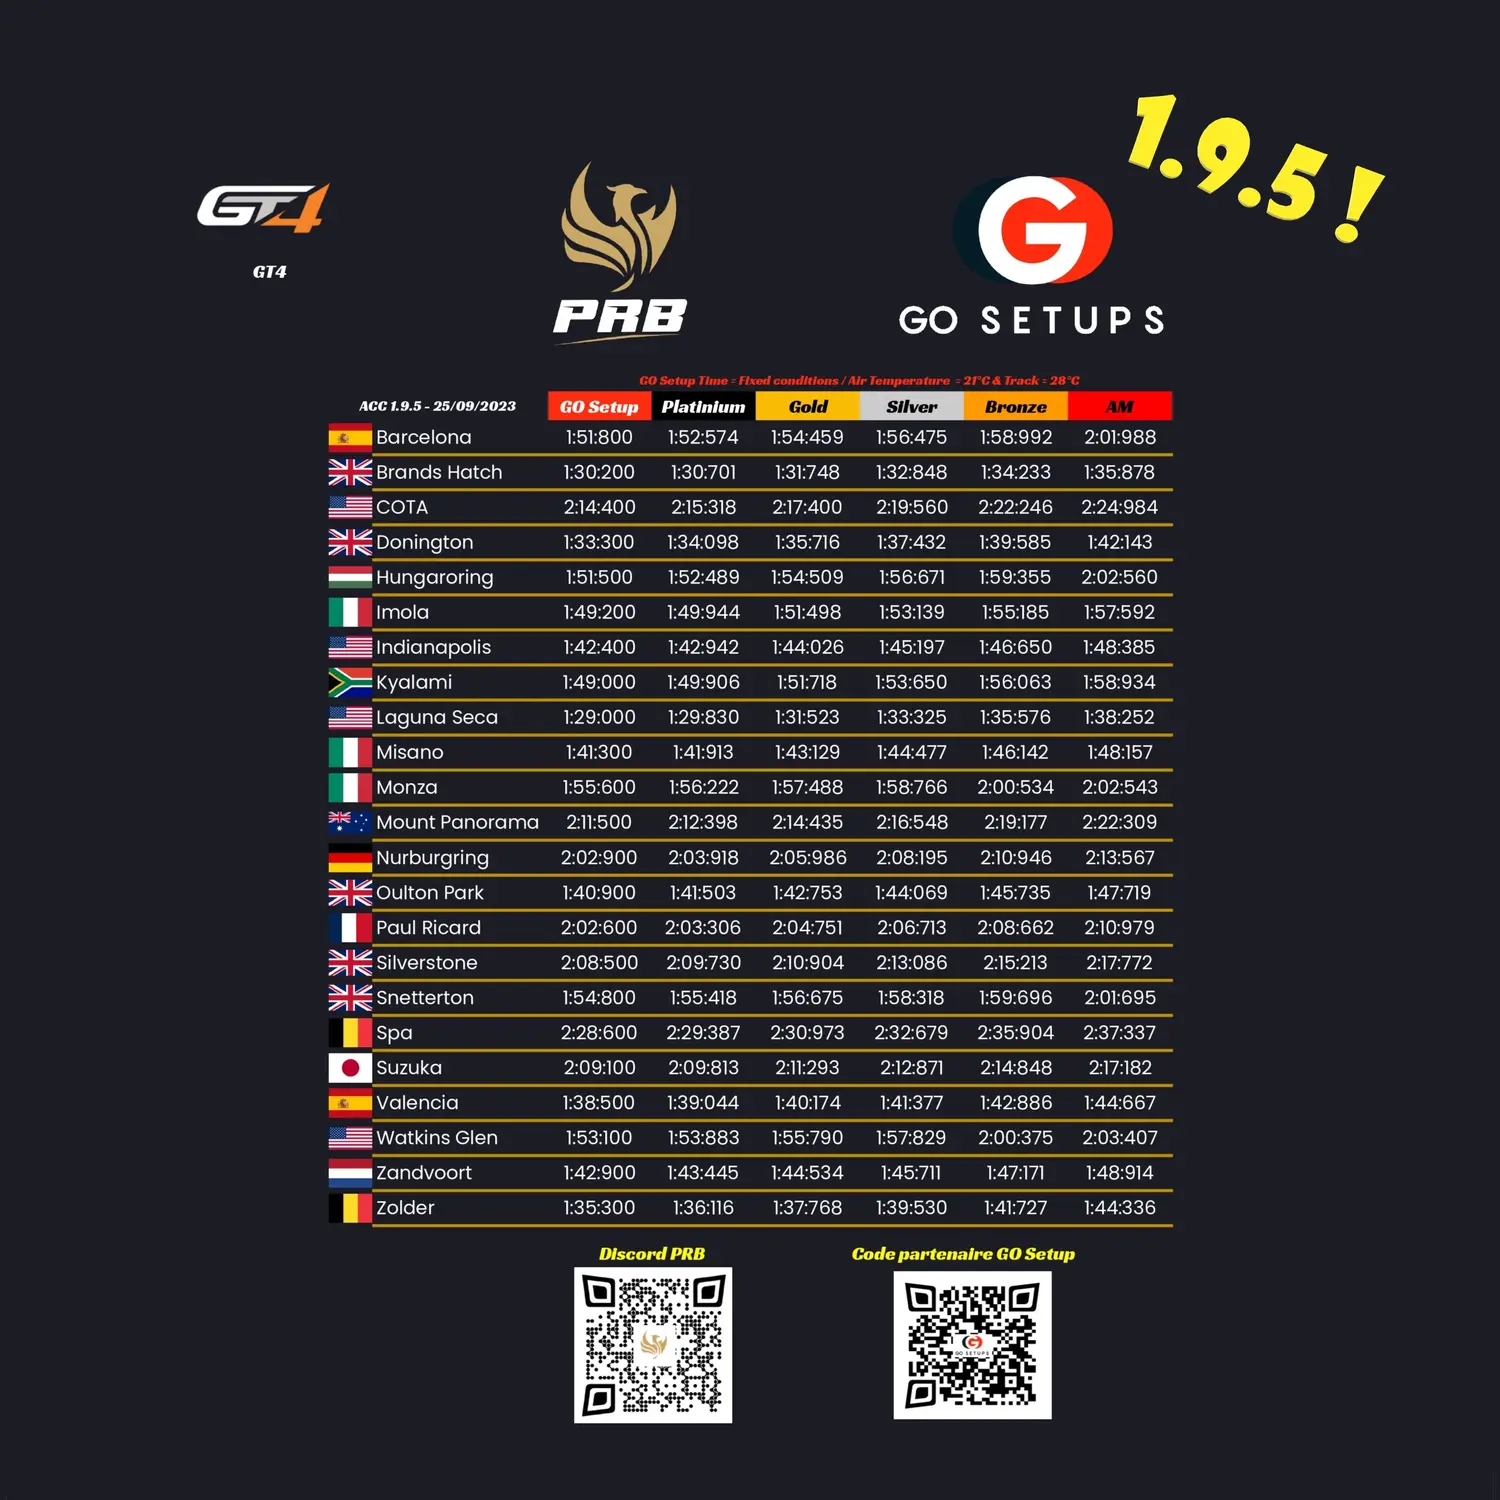 1.9.5 !
GT4
GT4
PRB
G
GO SETUPS
GO Setup Time = Fixed conditions / Air Temperature = 21°C & Track = 28°C
ACC 1.9.5 - 25/09/2023 GO Setup Platinium Gold Silver Bronze AM
Barcelona 1:51:800 1:52:574 1:54:459 1:56:475 1:58:992 2:01:988
Brands Hatch 1:30:200 1:30:701 1:31:748 1:32:848 1:34:233 1:35:878
COTA 2:14:400 2:15:318 2:17:400 2:19:560 2:22:246 2:24:984
Donington 1:33:300 1:34:098 1:35:716 1:37:432 1:39:585 1:42:143
Hungaroring 1:51:500 1:52:489 1:54:509 1:56:671 1:59:355 2:02:560
Imola 1:49:200 1:49:944 1:51:498 1:53:139 1:55:185 1:57:592
Indianapolis 1:42:400 1:42:942 1:44:026 1:45:197 1:46:650 1:48:385
Kyalami 1:49:000 1:49:906 1:51:718 1:53:650 1:56:063 1:58:934
Laguna Seca 1:29:000 1:29:830 1:31:523 1:33:325 1:35:576 1:38:252
Misano 1:41:300 1:41:913 1:43:129 1:44:477 1:46:142 1:48:157
Monza 1:55:600 1:56:222 1:57:488 1:58:766 2:00:534 2:02:543
Mount Panorama 2:11:500 2:12:398 2:14:435 2:16:548 2:19:177 2:22:309
Nurburgring 2:02:900 2:03:918 2:05:986 2:08:195 2:10:946 2:13:567
Oulton Park 1:40:900 1:41:503 1:42:753 1:44:069 1:45:735 1:47:719
Paul Ricard 2:02:600 2:03:306 2:04:751 2:06:713 2:08:662 2:10:979
Silverstone 2:08:500 2:09:730 2:10:904 2:13:086 2:15:213 2:17:772
Snetterton 1:54:800 1:55:418 1:56:675 1:58:318 1:59:696 2:01:695
Spa 2:28:600 2:29:387 2:30:973 2:32:679 2:35:904 2:37:337
Suzuka 2:09:100 2:09:813 2:11:293 2:12:871 2:14:848 2:17:182
Valencia 1:38:500 1:39:044 1:40:174 1:41:377 1:42:886 1:44:667
Watkins Glen 1:53:100 1:53:883 1:55:790 1:57:829 2:00:375 2:03:407
Zandvoort 1:42:900 1:43:445 1:44:534 1:45:711 1:47:171 1:48:914
Zolder 1:35:300 1:36:116 1:37:768 1:39:530 1:41:727 1:44:336
Discord PRB Code partenaire GO Setup
G
GO SETUPS